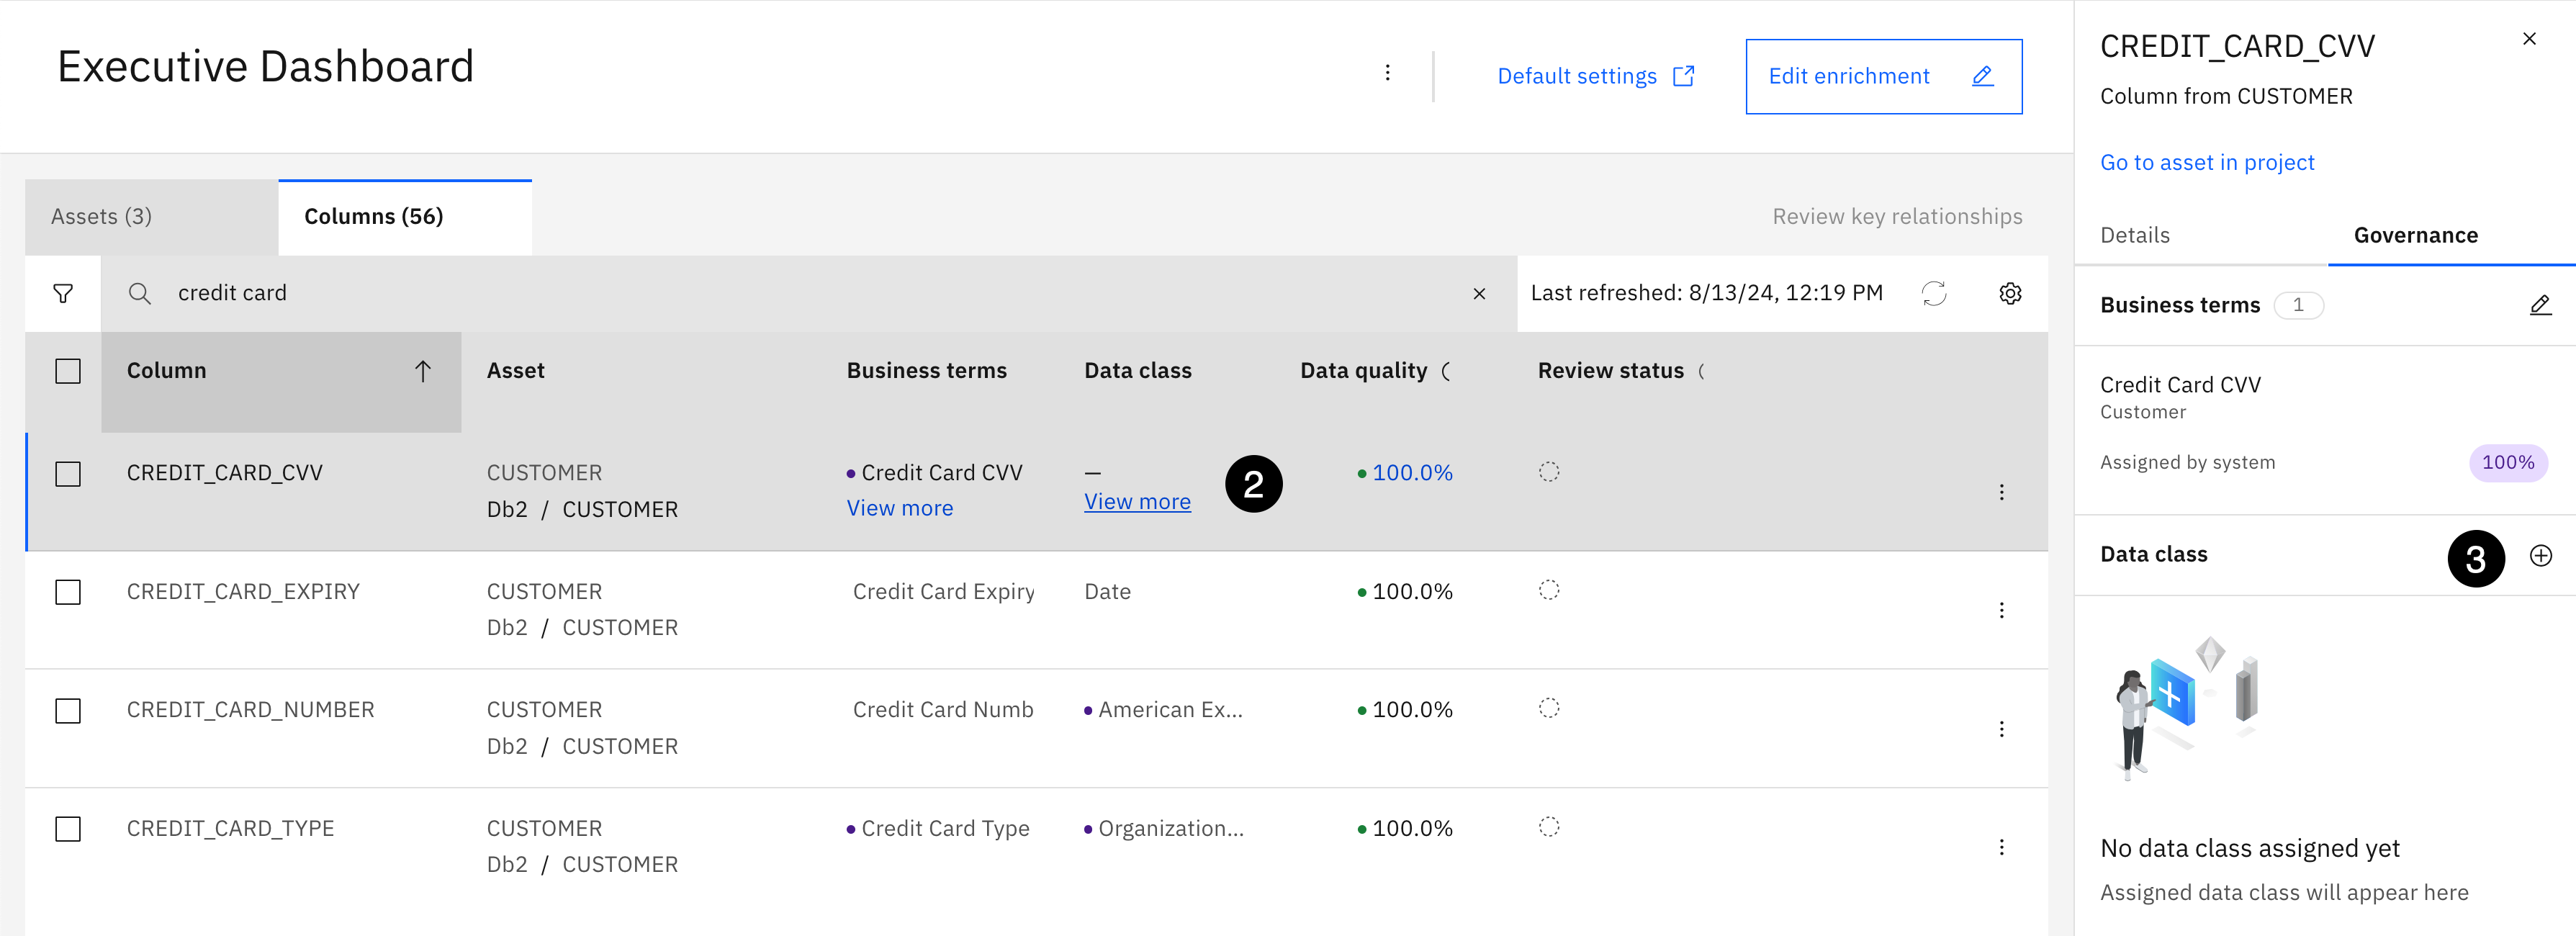 Executive Dashboard
Default settings
Edit enrichment
Assets (3)
Columns (56)
Review key relationships
credit card
Last refreshed: 8/13/24, 12:19 PM
Column
Asset
Business terms
Data class
Data quality (
Review status (
CREDIT_CARD_CVV
CUSTOMER
Db2 / CUSTOMER
Credit Card CVV
View more
—
View more
2
100.0%
CREDIT_CARD_EXPIRY
CUSTOMER
Db2 / CUSTOMER
Credit Card Expiry
Date
100.0%
CREDIT_CARD_NUMBER
CUSTOMER
Db2 / CUSTOMER
Credit Card Numb
American Ex...
100.0%
CREDIT_CARD_TYPE
CUSTOMER
Db2 / CUSTOMER
Credit Card Type
Organization...
100.0%
CREDIT_CARD_CVV
Column from CUSTOMER
Go to asset in project
Details
Governance
Business terms 1
Credit Card CVV
Customer
Assigned by system
100%
Data class
3
No data class assigned yet
Assigned data class will appear here